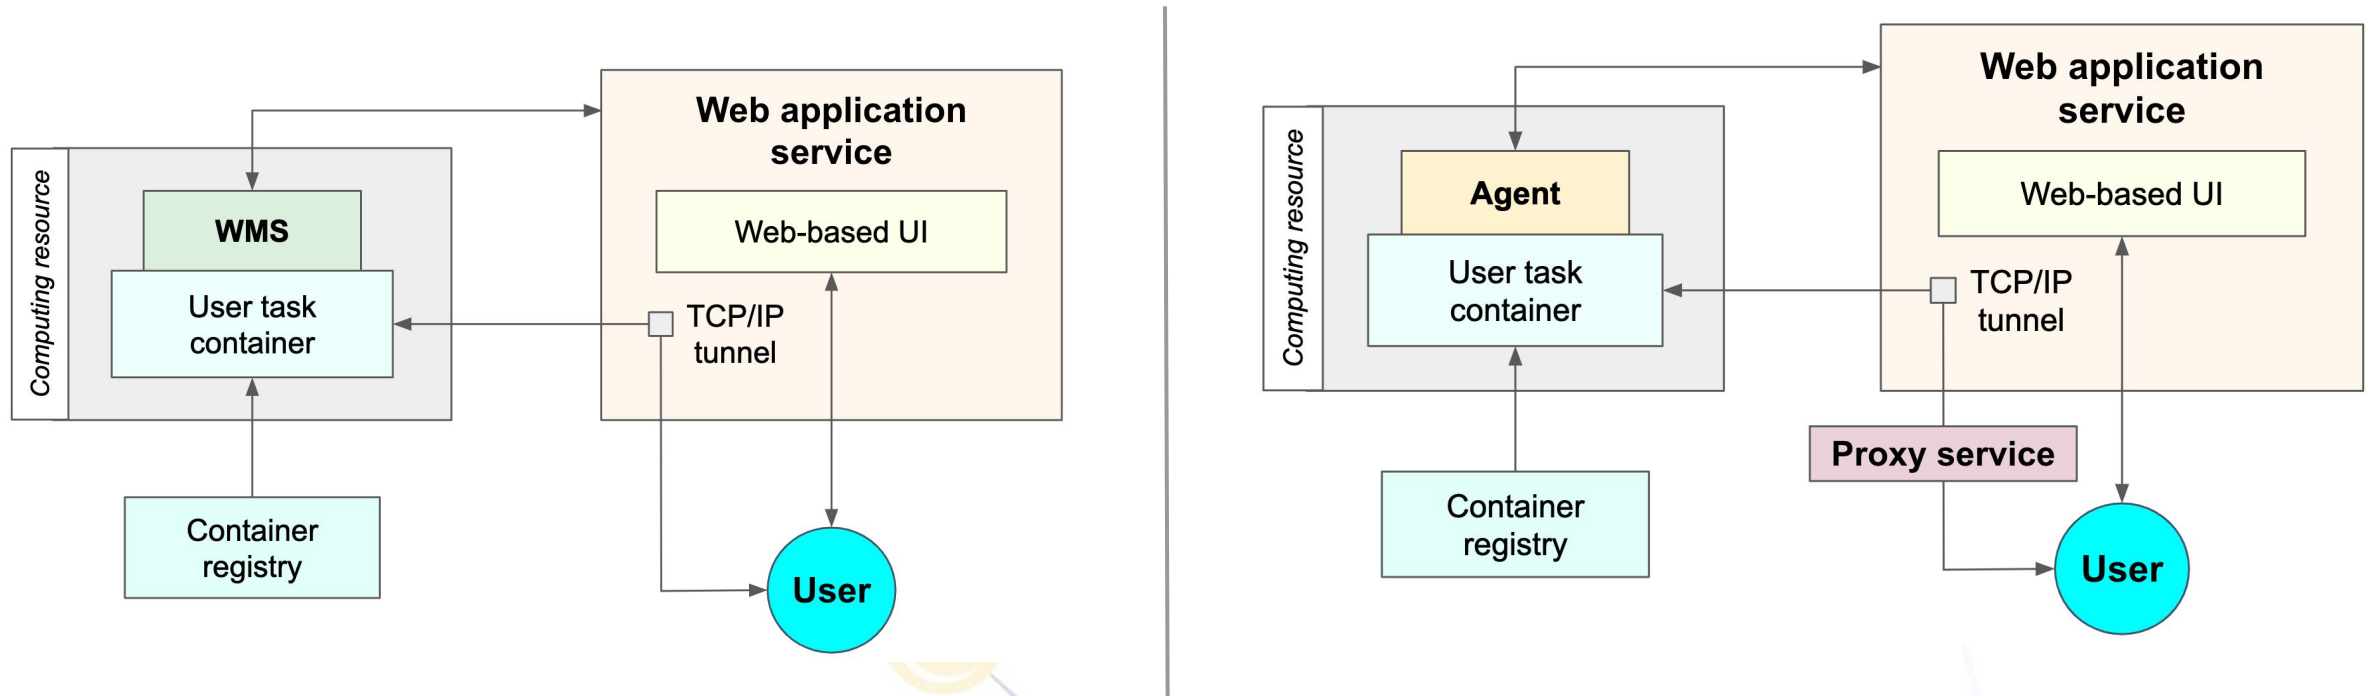 Web application
service
Computing resource
WMS
Web-based UI
User task
container
TCP/IP
tunnel
Container
registry
User
Web application
service
Computing resource
Agent
Web-based UI
User task
container
TCP/IP
tunnel
Proxy service
Container
registry
User